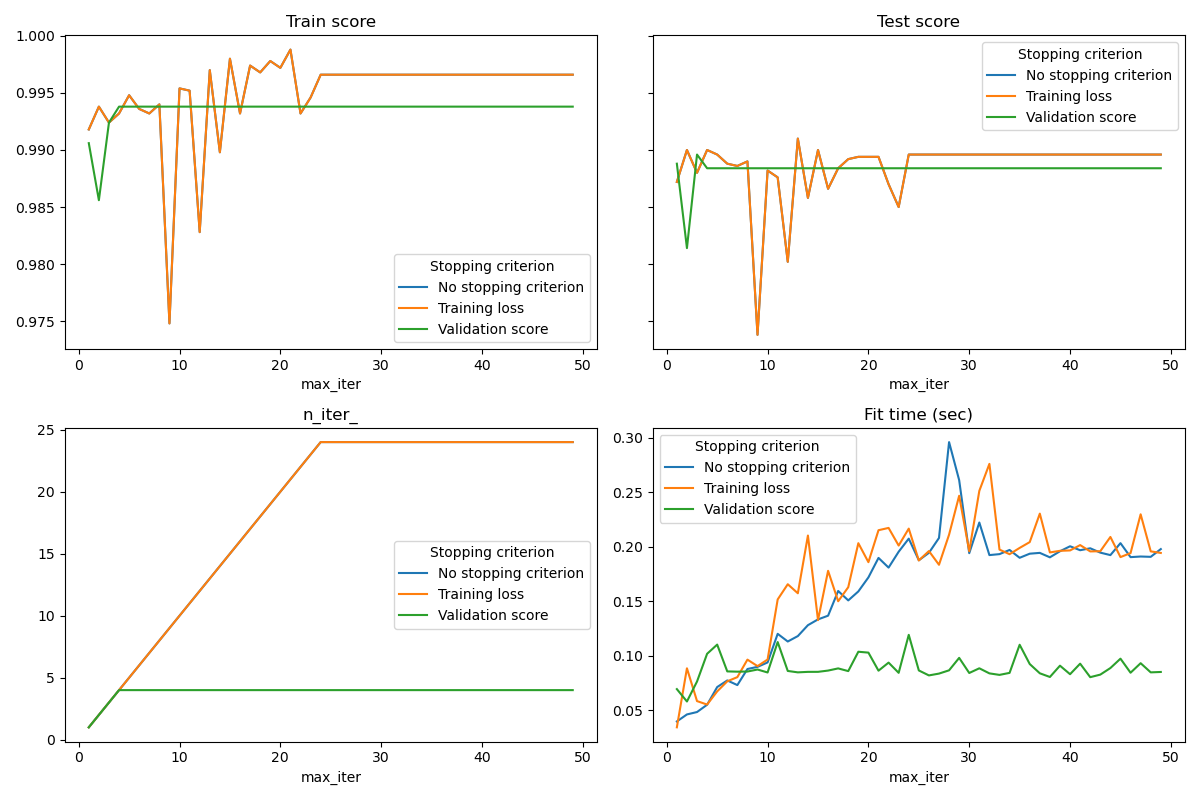 Train score
1.000
0.995
0.990
0.985
0.980
0.975
Stopping criterion
No stopping criterion
Training loss
Validation score
0 10 20 30 40 50
max_iter
Test score
Stopping criterion
No stopping criterion
Training loss
Validation score
0 10 20 30 40 50
max_iter
n_iter_
25
20
15
10
5
0
Stopping criterion
No stopping criterion
Training loss
Validation score
0 10 20 30 40 50
max_iter
Fit time (sec)
0.30
0.25
0.20
0.15
0.10
0.05
Stopping criterion
No stopping criterion
Training loss
Validation score
0 10 20 30 40 50
max_iter